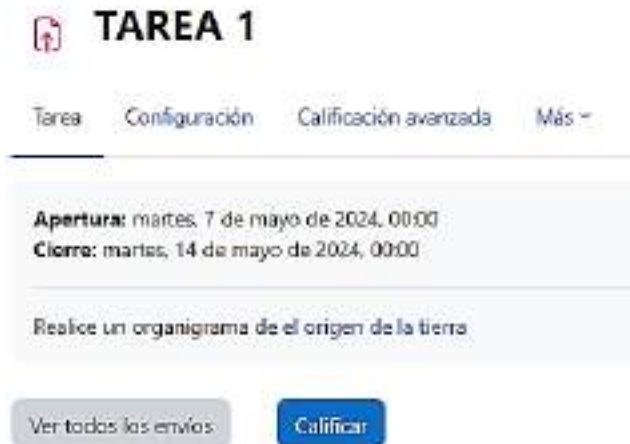 TAREA 1
Tarea Configuración Calificación avanzada Más
Apertura: martes, 7 de mayo de 2024, 00:00
Cierre: martes, 14 de mayo de 2024, 00:00
Realice un organigrama de el origen de la tierra
Ver todos los envíos Calificar